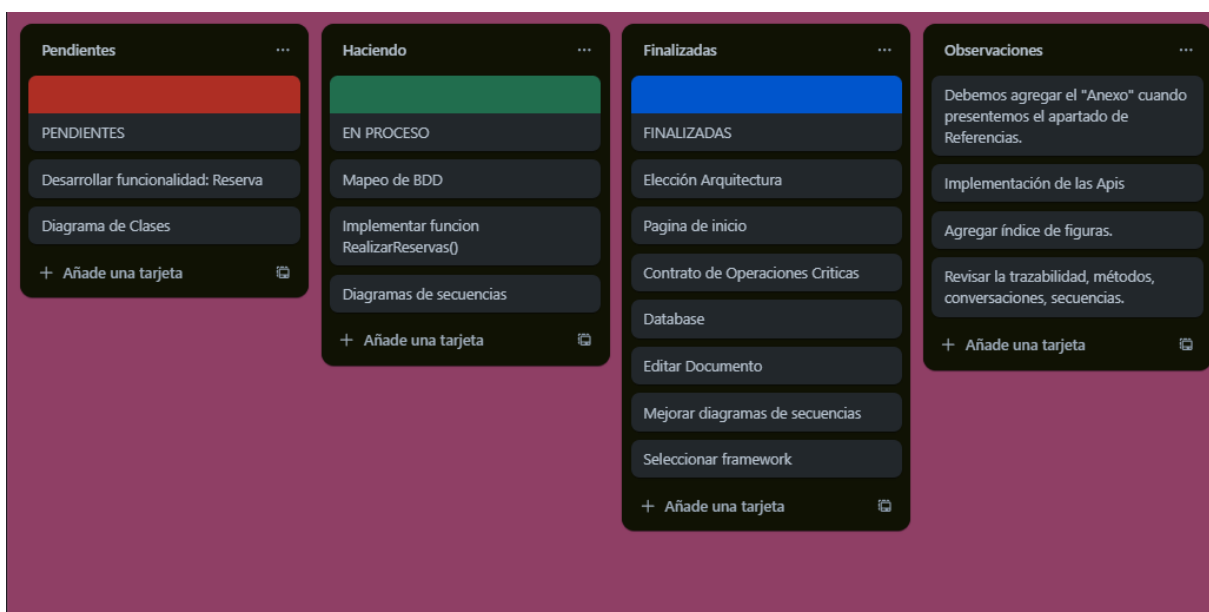 Pendientes
PENDIENTES
Desarrollar funcionalidad: Reserva
Diagrama de Clases
+ Añade una tarjeta
Haciendo
EN PROCESO
Mapeo de BDD
Implementar funcion
RealizarReservas()
Diagramas de secuencias
+ Añade una tarjeta
Finalizadas
FINALIZADAS
Elección Arquitectura
Pagina de inicio
Contrato de Operaciones Criticas
Database
Editar Documento
Mejorar diagramas de secuencias
Seleccionar framework
+ Añade una tarjeta
Observaciones
Debemos agregar el "Anexo" cuando
presentemos el apartado de
Referencias.
Implementación de las Apis
Agregar índice de figuras.
Revisar la trazabilidad, métodos,
conversaciones, secuencias.
+ Añade una tarjeta